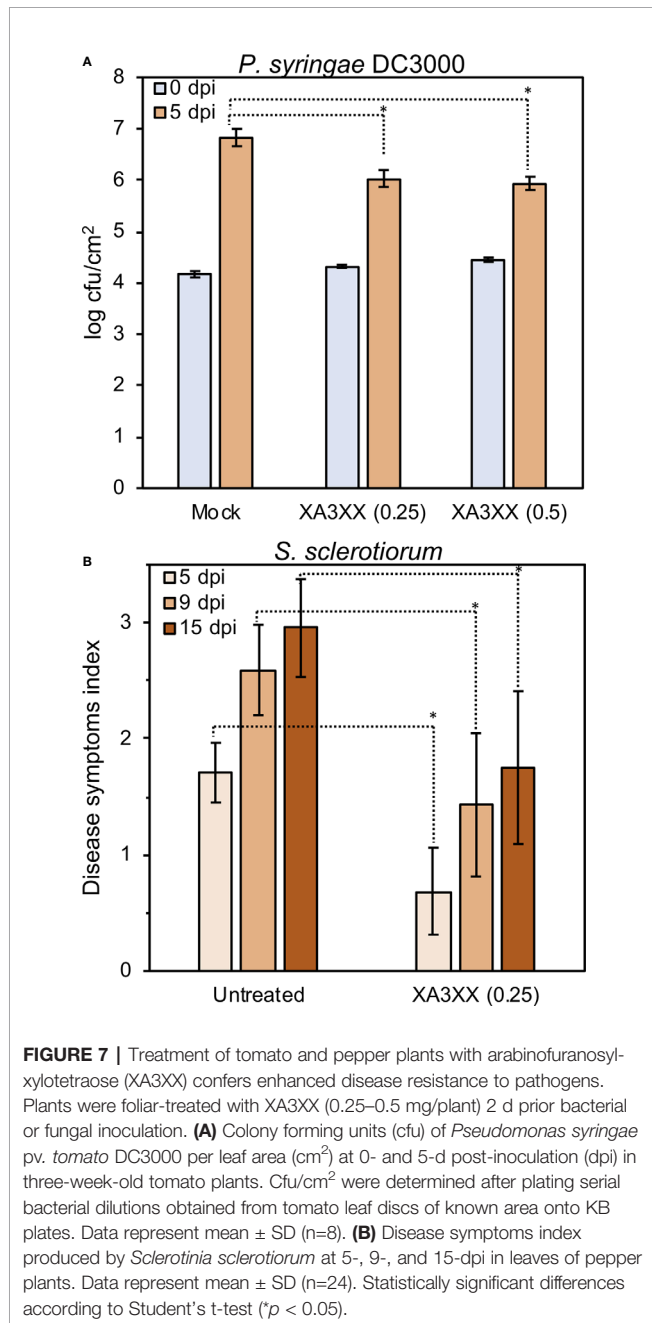 A
P. syringae DC3000
0 dpi
5 dpi
*
*
log cfu/cm²
8
7
6
5
4
3
2
1
0
Mock
XA3XX (0.25)
XA3XX (0.5)
B
S. sclerotiorum
5 dpi
9 dpi
15 dpi
*
*
*
Disease symptoms index
3
2
1
0
Untreated
XA3XX (0.25)
FIGURE 7 | Treatment of tomato and pepper plants with arabinofuranosyl-
xylotetraose (XA3XX) confers enhanced disease resistance to pathogens.
Plants were foliar-treated with XA3XX (0.25–0.5 mg/plant) 2 d prior bacterial
or fungal inoculation. (A) Colony forming units (cfu) of Pseudomonas syringae
pv. tomato DC3000 per leaf area (cm²) at 0- and 5-d post-inoculation (dpi) in
three-week-old tomato plants. Cfu/cm² were determined after plating serial
bacterial dilutions obtained from tomato leaf discs of known area onto KB
plates. Data represent mean ± SD (n=8). (B) Disease symptoms index
produced by Sclerotinia sclerotiorum at 5-, 9-, and 15-dpi in leaves of pepper
plants. Data represent mean ± SD (n=24). Statistically significant differences
according to Student's t-test (*p < 0.05).